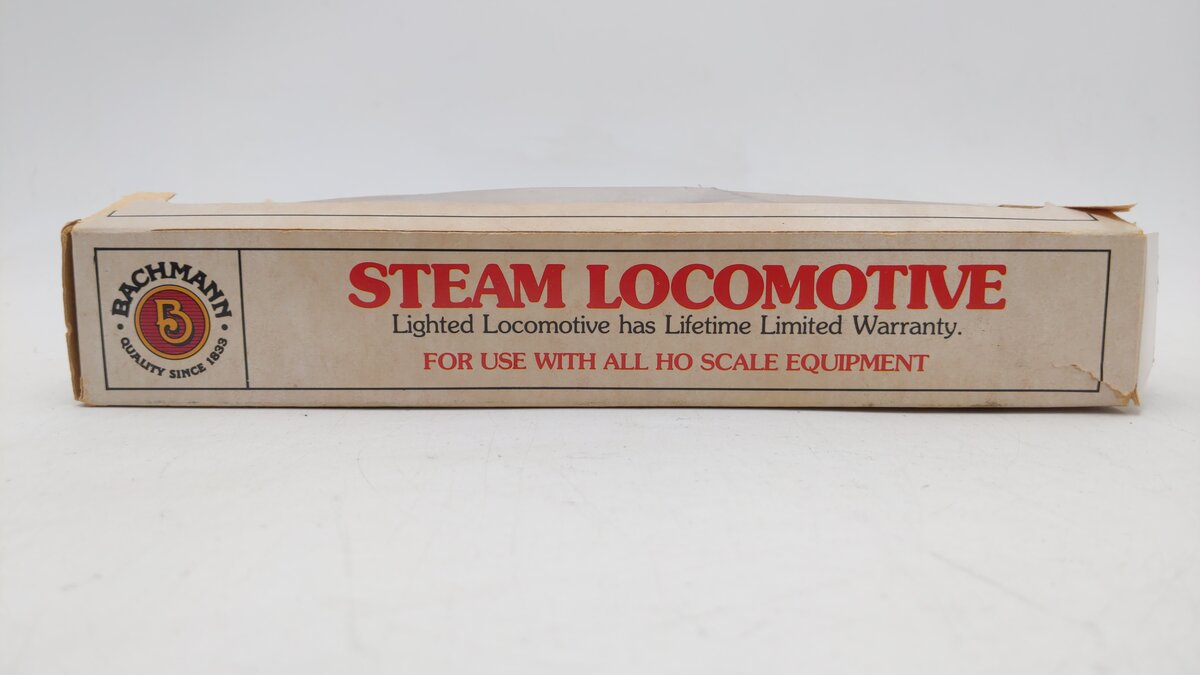 BACHMANN
B
QUALITY SINCE 1833
STEAM LOCOMOTIVE
Lighted Locomotive has Lifetime Limited Warranty.
FOR USE WITH ALL HO SCALE EQUIPMENT